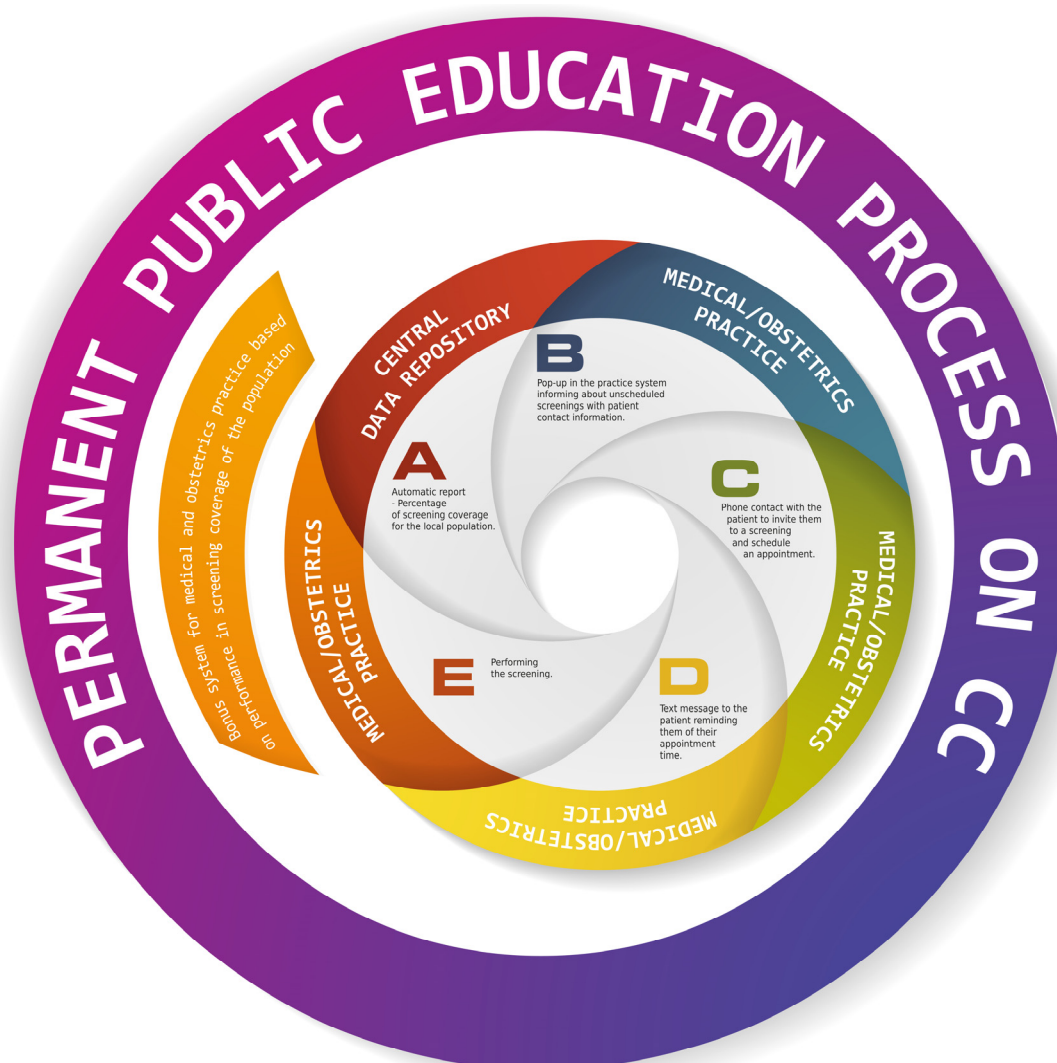 PERMANENT PUBLIC EDUCATION PROCESS ON CC
Bonus system for medical and obstetrics practice based
on performance in screening coverage of the population
CENTRAL
DATA REPOSITORY
A
Automatic report
- Percentage
of screening coverage
for the local population.
MEDICAL/OBSTETRICS
PRACTICE
B
Pop-up in the practice system
informing about unscheduled
screenings with patient
contact information.
MEDICAL/OBSTETRICS
PRACTICE
C
Phone contact with the
patient to invite them
to a screening
and schedule
an appointment.
MEDICAL/OBSTETRICS
PRACTICE
D
Text message to the
patient reminding
them of their
appointment
time.
MEDICAL/OBSTETRICS
PRACTICE
E
Performing
the screening.